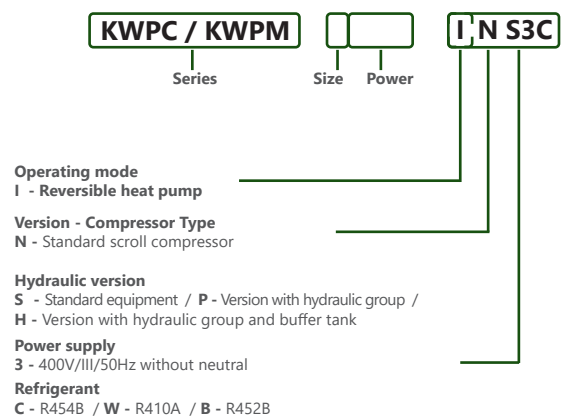 KWPC / KWPM I N S3C
Series Size Power
Operating mode
I - Reversible heat pump
Version - Compressor Type
N - Standard scroll compressor
Hydraulic version
S - Standard equipment / P - Version with hydraulic group /
H - Version with hydraulic group and buffer tank
Power supply
3 - 400V/III/50Hz without neutral
Refrigerant
C - R454B / W - R410A / B - R452B